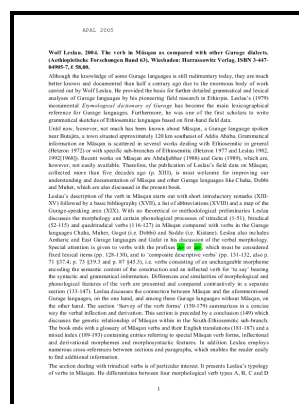 APAL 2005
Wolf Leslau. 2004. The verb in Mäsqan as compared with other Gurage dialects.
(Aethiopistische Forschungen Band 63), Wiesbaden: Harrassowitz Verlag, ISBN 3-447-
04905-7, € 58,00.
Although the knowledge of some Gurage languages is still rudimentary today, they are much
better known and documented than half a century ago due to the enormous body of work
carried out by Wolf Leslau. He provided the basis for further detailed grammatical and lexical
analyses of Gurage languages by his pioneering field research in Ethiopia. Leslau's (1979)
monumental Etymological dictionary of Gurage has become the main lexicographical
reference for Gurage languages. Furthermore, he was one of the first scholars to write
grammatical sketches of Ethiosemitic languages based on first-hand field data.
Until now, however, not much has been known about Mäsqan, a Gurage language spoken
near Butajira, a town situated approximately 120 km southwest of Addis Ababa. Grammatical
information on Mäsqan is scattered in several works dealing with Ethiosemitic in general
(Hetzron 1972) or with specific sub-branches of Ethiosemitic (Hetzron 1977 and Leslau 1982,
1992[1968]). Recent works on Mäsqan are
however, not easily available. Therefore, the publication of Leslau's field data on Mäsqan,
collected more than five decades ago (p. XIII), is most welcome for improving our
understanding and documentation of Mäsqan and other Gurage languages like Chaha,
and Muher, which are also discussed in the present book.
Leslau's description of the verb in Mäsqan starts out with short introductory remarks (XIII-
XV) followed by a basic bibliography (XVII), a list of abbreviations (XVIII) and a map of the
Gurage-speaking area (XIX). With no theoretical or methodological preliminaries Leslau
discusses the morphology and certain phonological processes of triradical (1-51), biradical
(52-115) and quadriradical verbs (116-127) in Mäsqan compared with verbs in the Gurage
languages Chaha, Muher, Gogot (i.e. Dobbi) and Soddo (i.e. Kistane). Leslau also includes
Amharic and East Gurage languages and Gafat in his discussion of the verbal morphology.
Special attention is given to verbs with the prefixes or which must be considered
fixed lexical items (pp. 128-130), and to 'composite descriptive verbs' (pp. 131-132, also p.
71 §37.4, p. 75 §39.3 and p. 87 §45.3), i.e. verbs consisting of an unchangeable morpheme
encoding the semantic content of the construction and an inflected verb for 'to say' bearing
the syntactic and grammatical information. Differences and similarities of morphological and
phonological features of the verb are presented and compared contrastively in a separate
section (133-147). Leslau discusses the connection between Mäsqan and the aforementioned
Gurage languages, on the one hand, and among these Gurage languages without Mäsqan, on
the other hand. The section 'Survey of the verb forms' (150-179) summarizes in a concise
way the verbal inflection and derivation. This section is preceded by a conclusion (149) which
discusses the genetic relationship of Mäsqan within the South-Ethiosemitic sub-branch.
The book ends with a glossary of Mäsqan verbs and their English translations (181-187) and a
mixed index (189-193) containing entries referring to special Mäsqan verb forms, inflectional
and derivational morphemes and morphosyntactic features. In addition Leslau employs
numerous cross-references between sections and paragraphs, which enables the reader easily
to find additional information.
The section dealing with triradical verbs is of particular interest. It presents Leslau's typology
of verbs in Mäsqan. He differentiates between four morphological verb types A, B, C and D
1